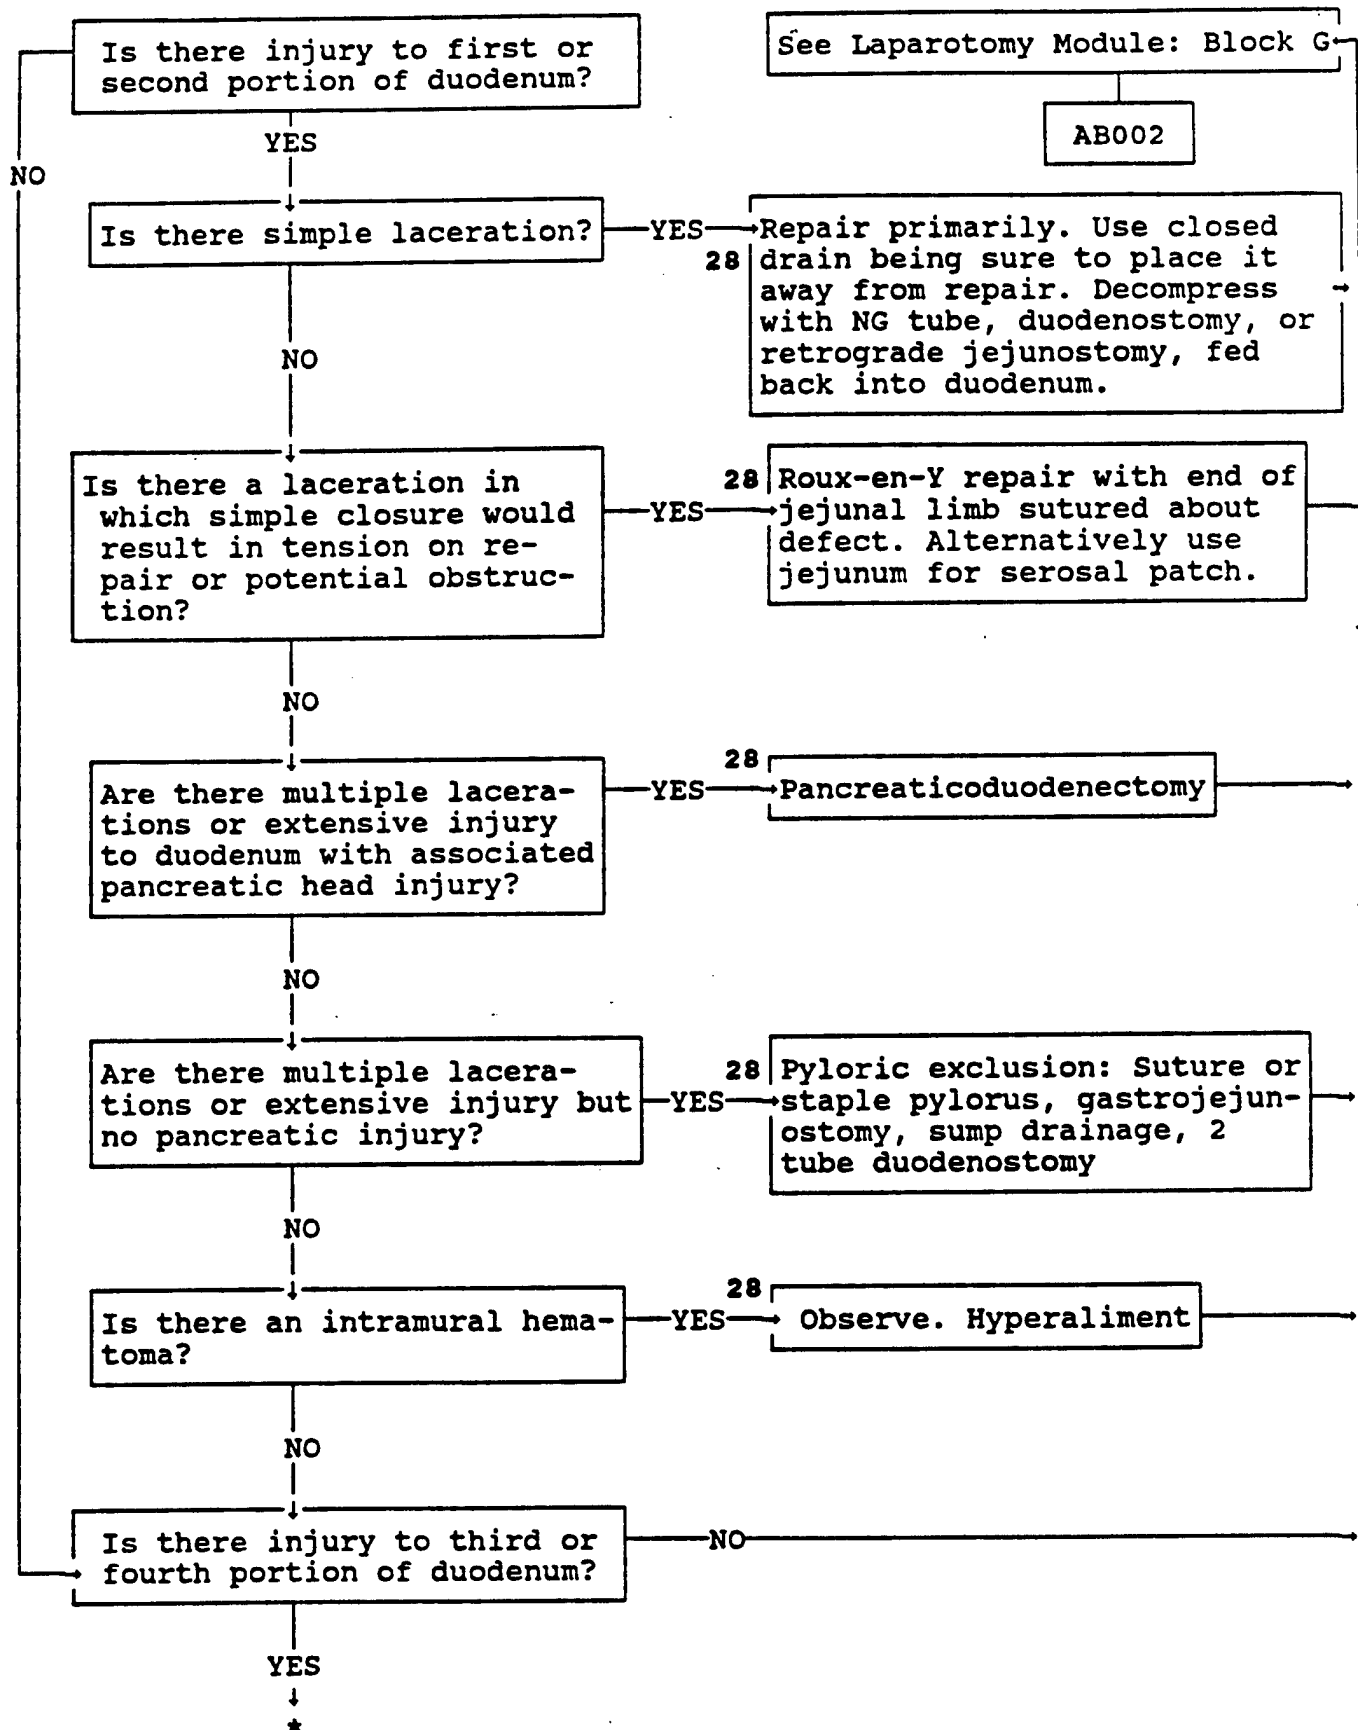 Is there injury to first or
second portion of duodenum?
See Laparotomy Module: Block G
AB002
YES
NO
Is there simple laceration?
YES
28
Repair primarily. Use closed
drain being sure to place it
away from repair. Decompress
with NG tube, duodenostomy, or
retrograde jejunostomy, fed
back into duodenum.
NO
Is there a laceration in
which simple closure would
result in tension on re-
pair or potential obstruc-
tion?
YES
28
Roux-en-Y repair with end of
jejunal limb sutured about
defect. Alternatively use
jejunum for serosal patch.
NO
Are there multiple lacera-
tions or extensive injury
to duodenum with associated
pancreatic head injury?
YES
28
Pancreaticoduodenectomy
NO
Are there multiple lacera-
tions or extensive injury but
no pancreatic injury?
YES
28
Pyloric exclusion: Suture or
staple pylorus, gastrojejun-
ostomy, sump drainage, 2
tube duodenostomy
NO
Is there an intramural hema-
toma?
YES
28
Observe. Hyperaliment
NO
Is there injury to third or
fourth portion of duodenum?
NO
YES
*